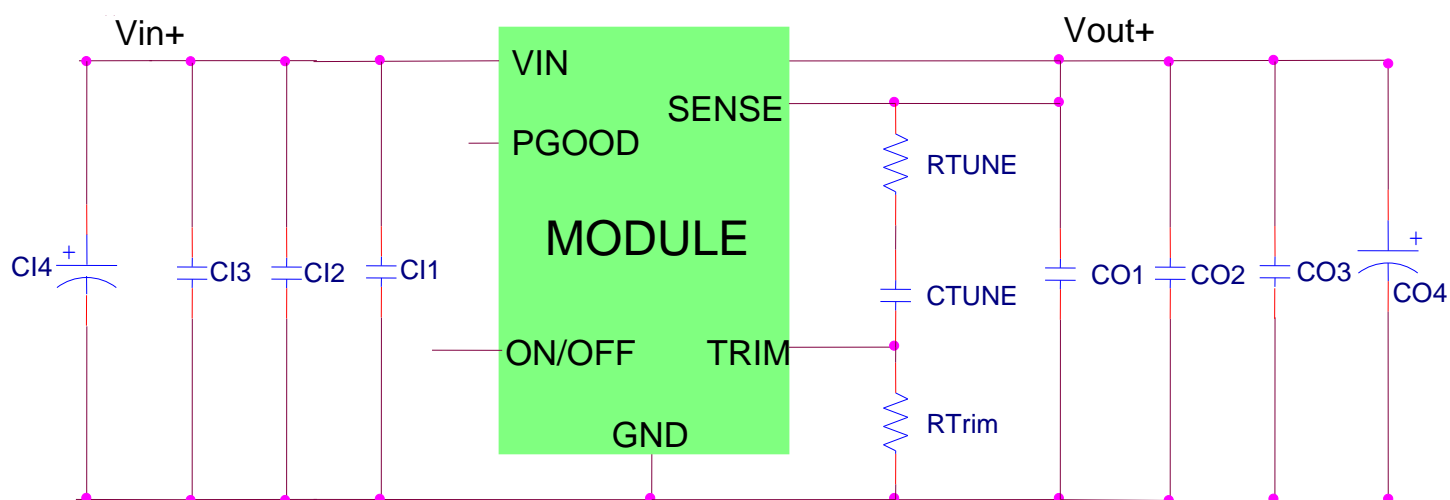 Vin+
Vout+
VIN
SENSE
PGOOD
RTUNE
MODULE
+
+
CI4
CI3
CI2
CI1
CO1
CO2
CO3
CO4
CTUNE
ON/OFF
TRIM
RTrim
GND